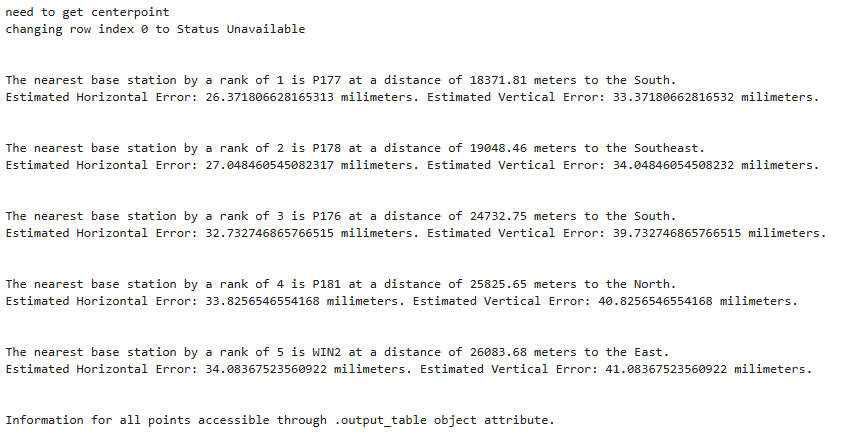 need to get centerpoint
changing row index 0 to Status Unavailable
The nearest base station by a rank of 1 is P177 at a distance of 18371.81 meters to the South.
Estimated Horizontal Error: 26.371806628165313 milimeters. Estimated Vertical Error: 33.37180662816532 milimeters.
The nearest base station by a rank of 2 is P178 at a distance of 19048.46 meters to the Southeast.
Estimated Horizontal Error: 27.048460545082317 milimeters. Estimated Vertical Error: 34.04846054508232 milimeters.
The nearest base station by a rank of 3 is P176 at a distance of 24732.75 meters to the South.
Estimated Horizontal Error: 32.732746865766515 milimeters. Estimated Vertical Error: 39.732746865766515 milimeters.
The nearest base station by a rank of 4 is P181 at a distance of 25825.65 meters to the North.
Estimated Horizontal Error: 33.8256546554168 milimeters. Estimated Vertical Error: 40.8256546554168 milimeters.
The nearest base station by a rank of 5 is WIN2 at a distance of 26083.68 meters to the East.
Estimated Horizontal Error: 34.08367523560922 milimeters. Estimated Vertical Error: 41.08367523560922 milimeters.
Information for all points accessible through .output_table object attribute.